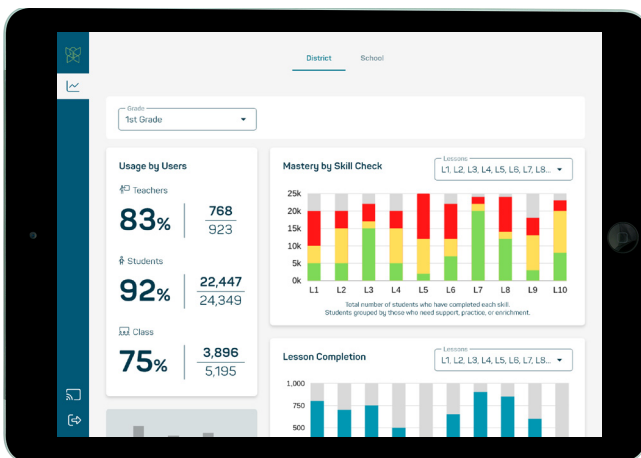 District School
Grade
1st Grade
Usage by Users
Teachers
83%
768
923
Students
92%
22,447
24,349
Class
75%
3,896
5,195
Mastery by Skill Check
Lessons
L1, L2, L3, L4, L5, L6, L7, L8...
25k
20k
15k
10k
5k
0k
L1 L2 L3 L4 L5 L6 L7 L8 L9 L10
Total number of students who have completed each skill.
Students grouped by those who need support, practice, or enrichment.
Lesson Completion
Lessons
L1, L2, L3, L4, L5, L6, L7, L8...
1,000
750
500